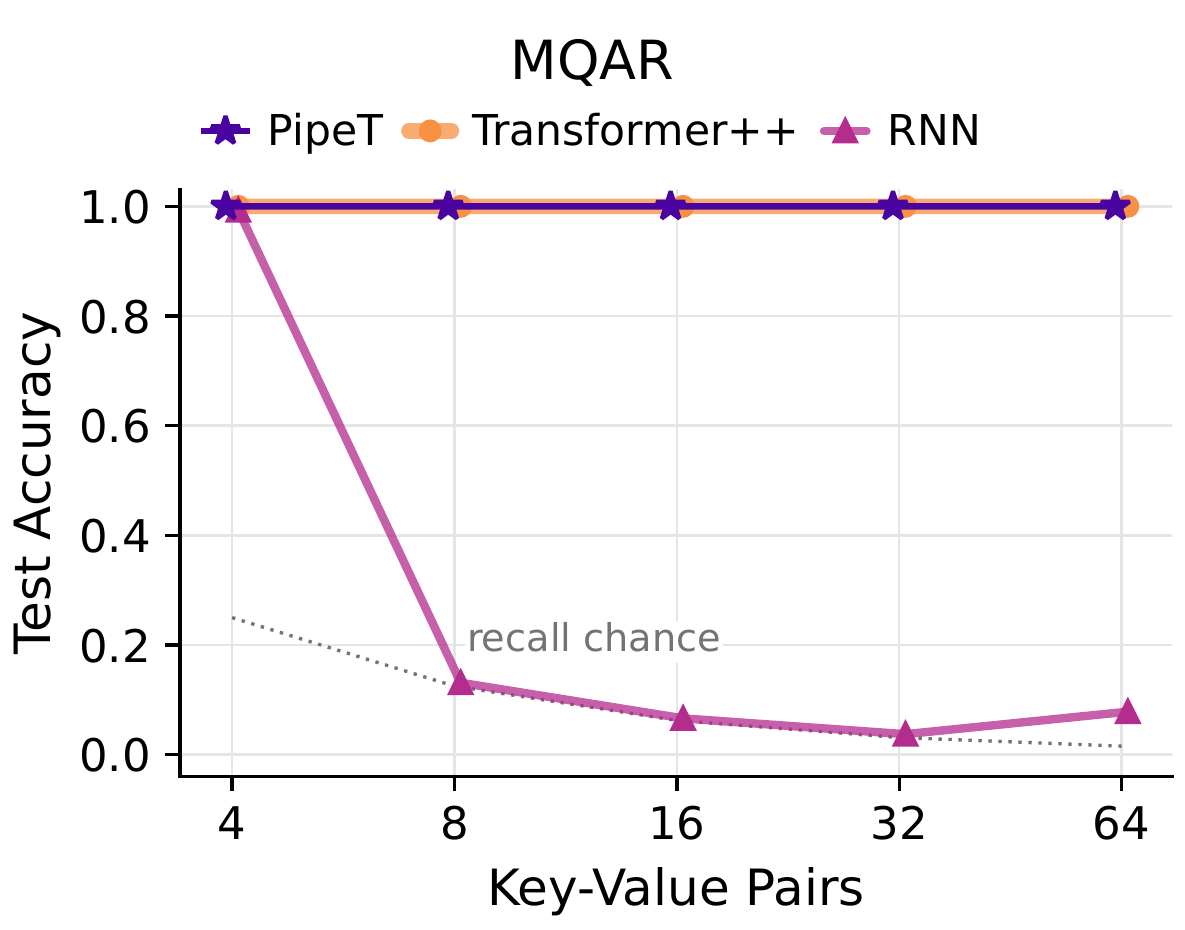 MQAR
PipeT Transformer++ RNN
1.0
0.8
0.6
0.4
0.2
0.0
Test Accuracy
recall chance
4 8 16 32 64
Key-Value Pairs